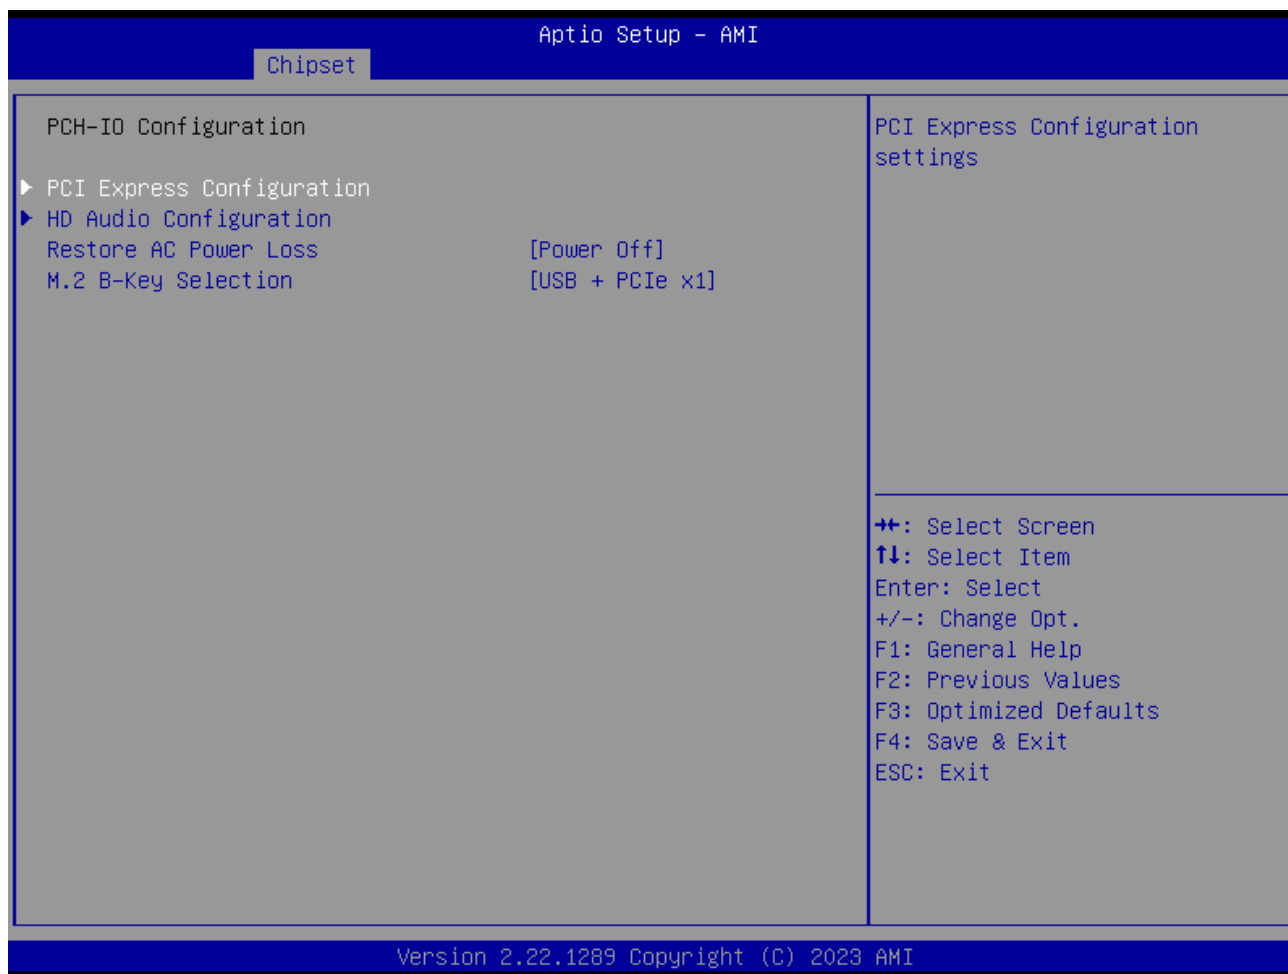 Aptio Setup – AMI
Chipset
PCH-IO Configuration
▶ PCI Express Configuration
▶ HD Audio Configuration
Restore AC Power Loss [Power Off]
M.2 B-Key Selection [USB + PCIe x1]
PCI Express Configuration
settings
→←: Select Screen
↑↓: Select Item
Enter: Select
+/-: Change Opt.
F1: General Help
F2: Previous Values
F3: Optimized Defaults
F4: Save & Exit
ESC: Exit
Version 2.22.1289 Copyright (C) 2023 AMI